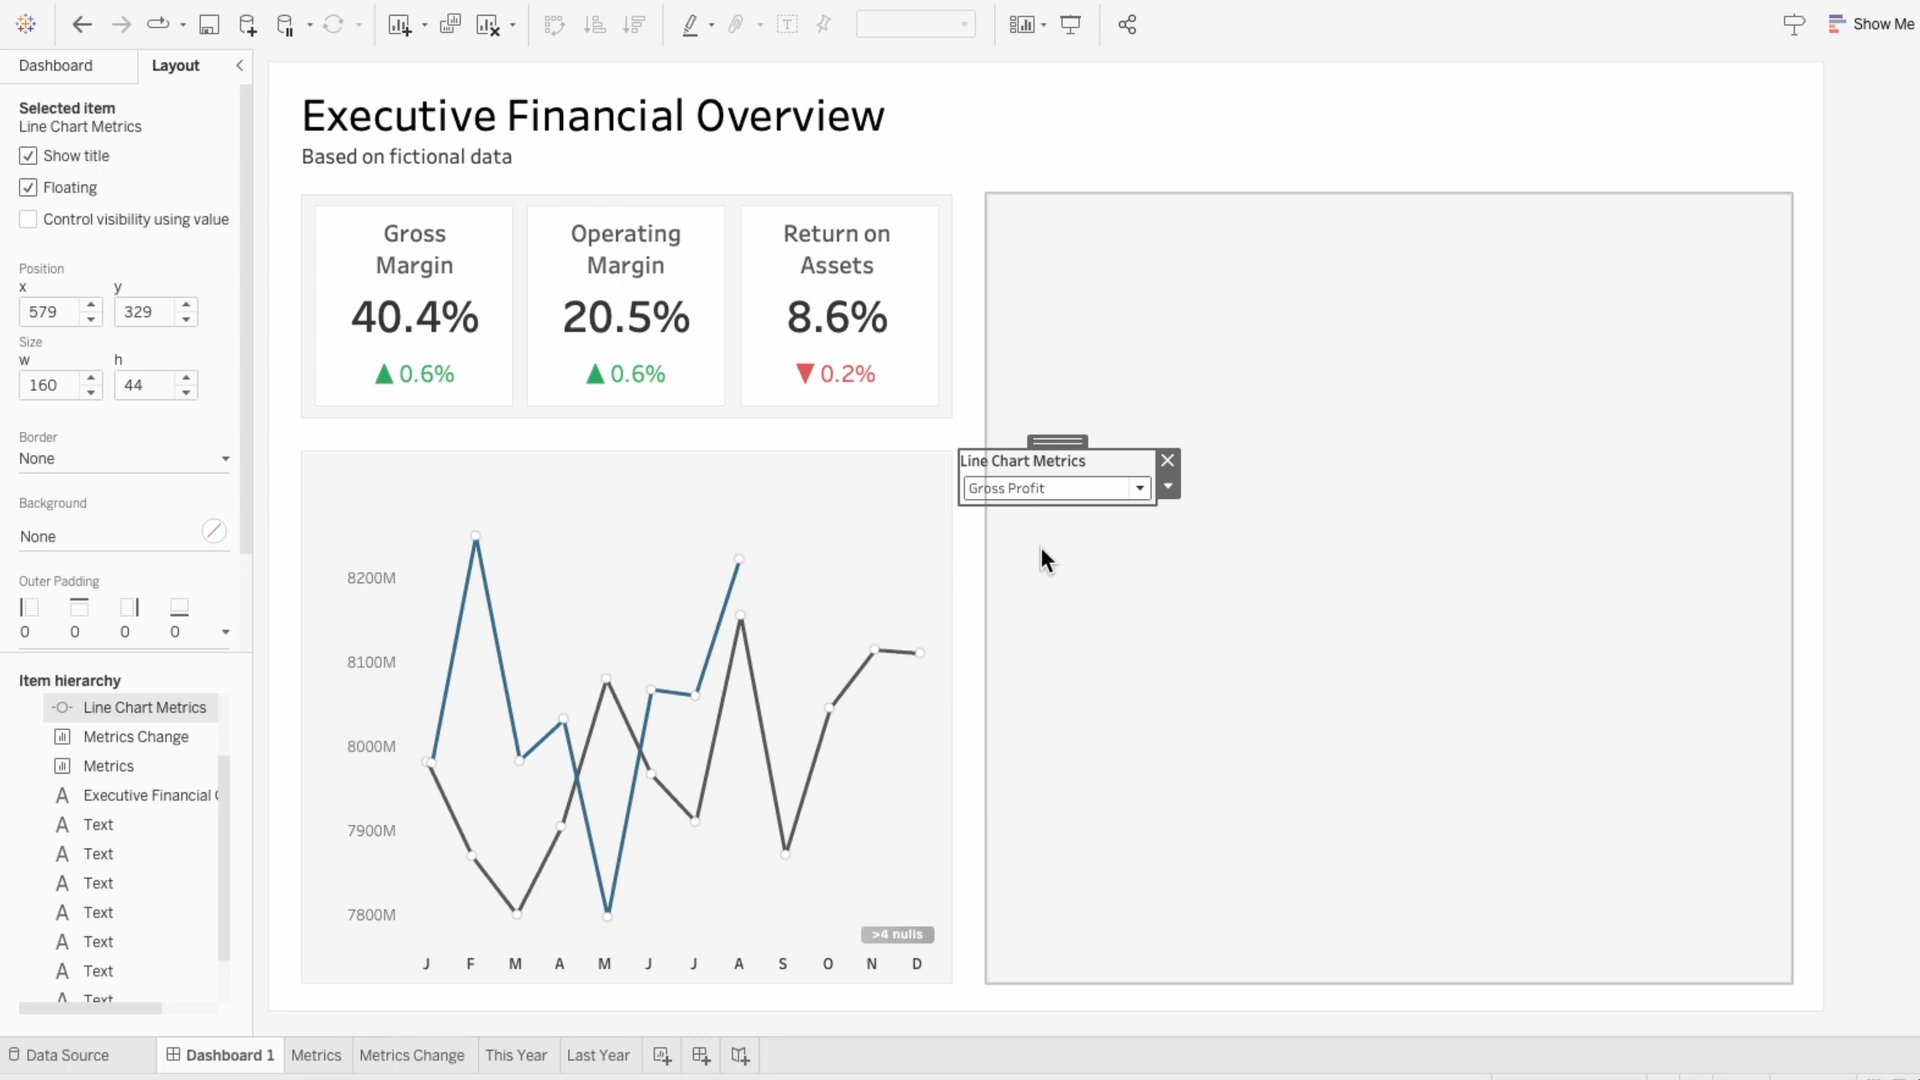 Show Me
Dashboard
Layout
Selected item
Line Chart Metrics
Show title
Floating
Control visibility using value
Position
x
y
579
329
Size
w
h
160
44
Border
None
Background
None
Outer Padding
0
0
0
0
Item hierarchy
Line Chart Metrics
Metrics Change
Metrics
Executive Financial
Text
Text
Text
Text
Text
Text
Text
Executive Financial Overview
Based on fictional data
Gross
Margin
40.4%
▲0.6%
Operating
Margin
20.5%
▲0.6%
Return on
Assets
8.6%
▼0.2%
Line Chart Metrics
Gross Profit
8200M
8100M
8000M
7900M
7800M
>4 nulls
J F M A M J J A S O N D
Data Source
Dashboard 1
Metrics
Metrics Change
This Year
Last Year